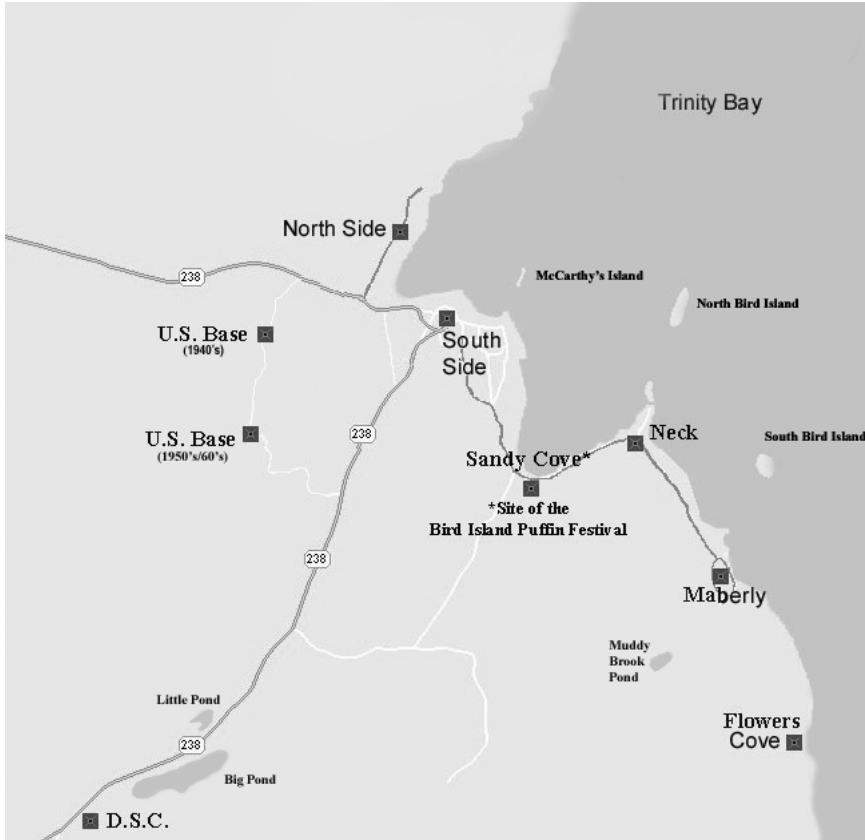 Trinity Bay
North Side
McCarthy's Island
238
North Bird Island
U.S. Base
(1940's)
South
Side
238
U.S. Base
(1950's/60's)
Neck
South Bird Island
Sandy Cove*
*Site of the
Bird Island Puffin Festival
238
Maberly
Muddy
Brook
Pond
Little Pond
Flowers
Cove
238
Big Pond
D.S.C.